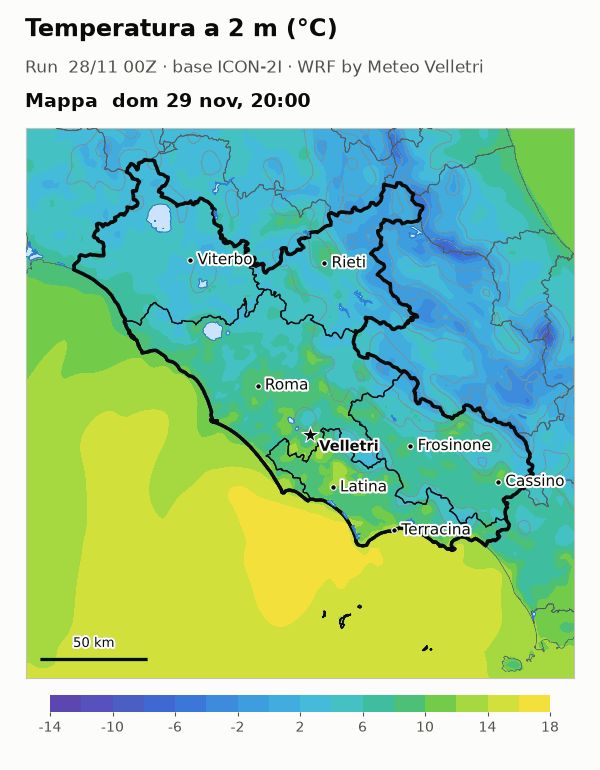 Temperatura a 2 m (°C)
Run  28/11 00Z · base ICON-2I · WRF by Meteo Velletri
Mappa  dom 29 nov, 20:00
Viterbo
Rieti
Roma
Velletri
Frosinone
Latina
Cassino
Terracina
50 km
-14 -10 -6 -2 2 6 10 14 18